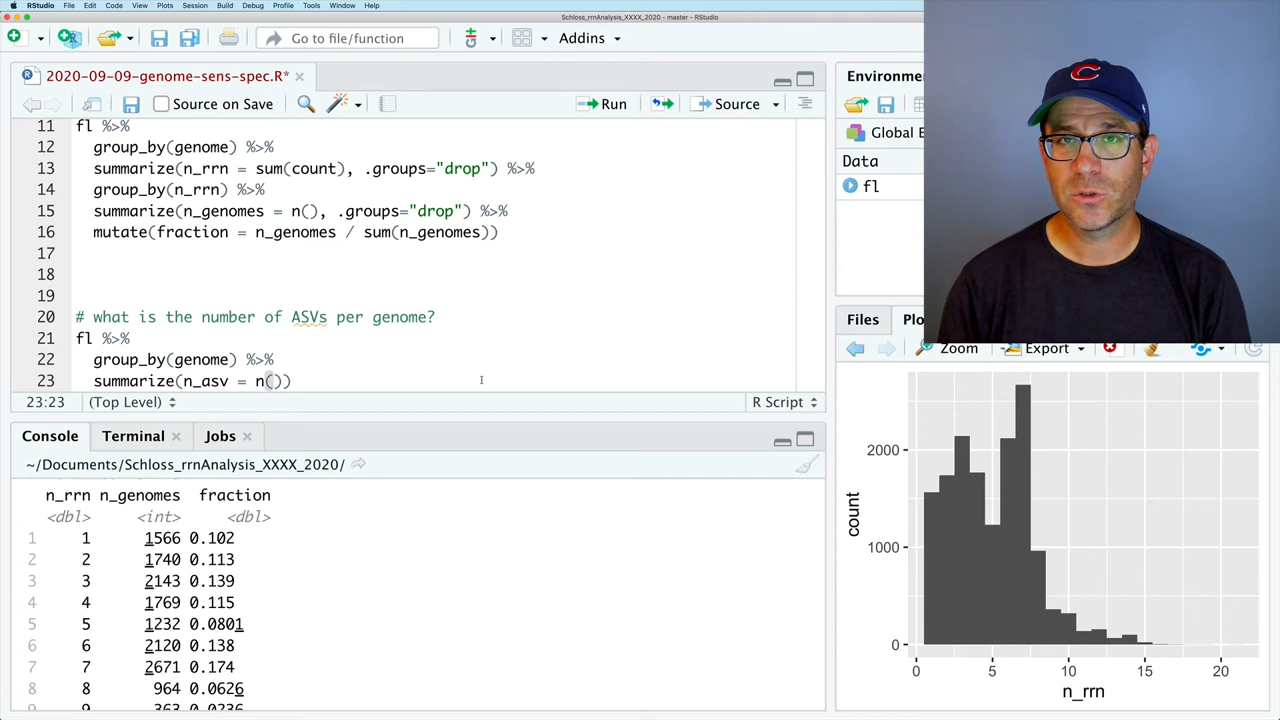 RStudio File Edit Code View Plots Session Build Debug Profile Tools Window Help
Schloss_rrnAnalysis_XXXX_2020 - master - RStudio
Go to file/function
Addins
2020-09-09-genome-sens-spec.R*
Source on Save
Run
Source
11 fl %>%
12 group_by(genome) %>%
13 summarize(n_rrn = sum(count), .groups="drop") %>%
14 group_by(n_rrn) %>%
15 summarize(n_genomes = n(), .groups="drop") %>%
16 mutate(fraction = n_genomes / sum(n_genomes))
17
18
19
20 # what is the number of ASVs per genome?
21 fl %>%
22 group_by(genome) %>%
23 summarize(n_asv = n())
23:23 (Top Level) R Script
Console Terminal Jobs
~/Documents/Schloss_rrnAnalysis_XXXX_2020/
n_rrn n_genomes fraction
<dbl> <int> <dbl>
1 1 1566 0.102
2 2 1740 0.113
3 3 2143 0.139
4 4 1769 0.115
5 5 1232 0.0801
6 6 2120 0.138
7 7 2671 0.174
8 8 964 0.0626
9 9 363 0.0236
Environme
Global E
Data
fl
Files Plo
Zoom Export
2000
1000
0
count
0 5 10 15 20
n_rrn
C